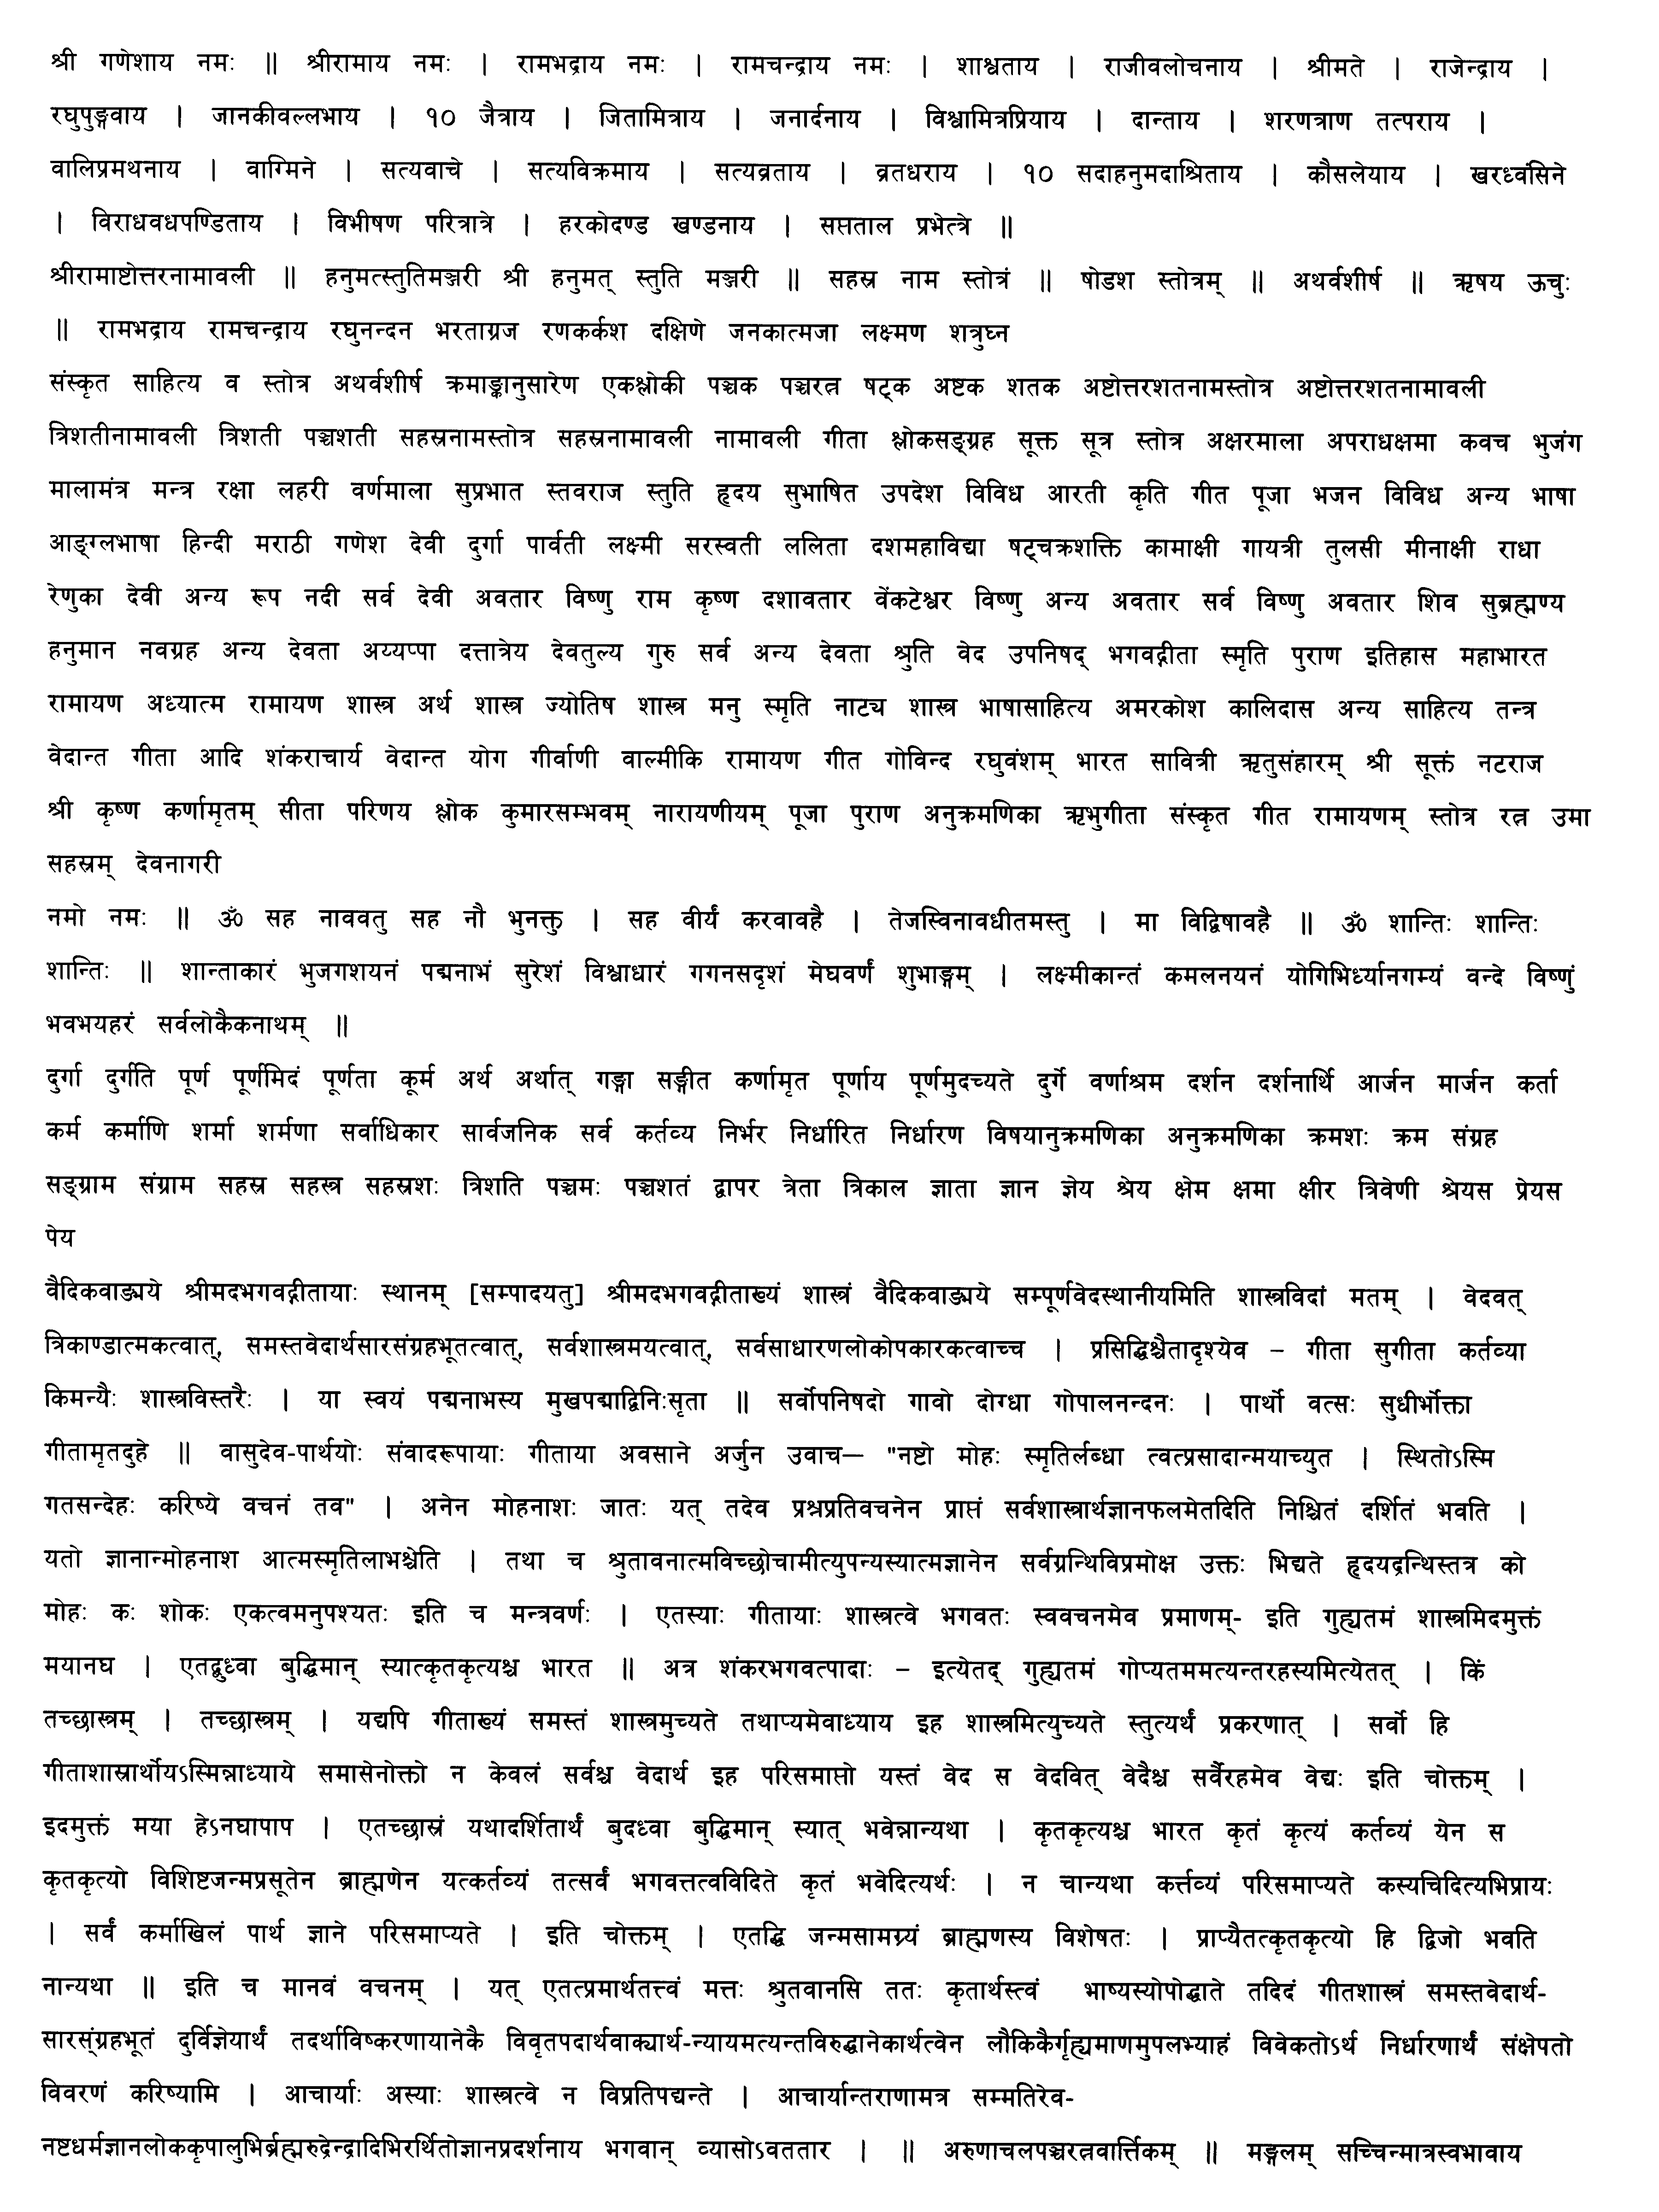 श्री गणेशाय नमः ॥ श्रीरामाय नमः । रामभद्राय नमः । रामचन्द्राय नमः । शाश्वताय । राजीवलोचनाय । श्रीमते । राजेन्द्राय ।
रघुपुङ्गवाय । जानकीवल्लभाय । १० जैत्राय । जितामित्राय । जनार्दनाय । विश्वामित्रप्रियाय । दान्ताय । शरणत्राण तत्पराय ।
वालिप्रमथनाय । वाग्मिने । सत्यवाचे । सत्यविक्रमाय । सत्यव्रताय । व्रतधराय । १० सदाहनुमदाश्रिताय । कौसलेयाय । खरध्वंसिने
। विराधवधपण्डिताय । विभीषण परित्रात्रे । हरकोदण्ड खण्डनाय । सप्तताल प्रभेत्त्रे ॥
श्रीरामाष्टोत्तरनामावली ॥ हनुमत्स्तुतिमञ्जरी श्री हनुमत् स्तुति मञ्जरी ॥ सहस्र नाम स्तोत्रं ॥ षोडश स्तोत्रम् ॥ अथर्वशीर्ष ॥ ऋषय ऊचुः
॥ रामभद्राय रामचन्द्राय रघुनन्दन भरताग्रज रणकर्कश दक्षिणे जनकात्मजा लक्ष्मण शत्रुघ्न
संस्कृत साहित्य व स्तोत्र अथर्वशीर्ष क्रमाङ्कानुसारेण एकश्लोकी पञ्चक पञ्चरत्न षट्क अष्टक शतक अष्टोत्तरशतनामस्तोत्र अष्टोत्तरशतनामावली
त्रिशतीनामावली त्रिशती पञ्चशती सहस्रनामस्तोत्र सहस्रनामावली नामावली गीता श्लोकसङ्ग्रह सूक्त सूत्र स्तोत्र अक्षरमाला अपराधक्षमा कवच भुजंग
मालामंत्र मन्त्र रक्षा लहरी वर्णमाला सुप्रभात स्तवराज स्तुति हृदय सुभाषित उपदेश विविध आरती कृति गीत पूजा भजन विविध अन्य भाषा
आङ्ग्लभाषा हिन्दी मराठी गणेश देवी दुर्गा पार्वती लक्ष्मी सरस्वती ललिता दशमहाविद्या षट्चक्रशक्ति कामाक्षी गायत्री तुलसी मीनाक्षी राधा
रेणुका देवी अन्य रूप नदी सर्व देवी अवतार विष्णु राम कृष्ण दशावतार वेंकटेश्वर विष्णु अन्य अवतार सर्व विष्णु अवतार शिव सुब्रह्मण्य
हनुमान नवग्रह अन्य देवता अय्यप्पा दत्तात्रेय देवतुल्य गुरु सर्व अन्य देवता श्रुति वेद उपनिषद् भगवद्गीता स्मृति पुराण इतिहास महाभारत
रामायण अध्यात्म रामायण शास्त्र अर्थ शास्त्र ज्योतिष शास्त्र मनु स्मृति नाट्य शास्त्र भाषासाहित्य अमरकोश कालिदास अन्य साहित्य तन्त्र
वेदान्त गीता आदि शंकराचार्य वेदान्त योग गीर्वाणी वाल्मीकि रामायण गीत गोविन्द रघुवंशम् भारत सावित्री ऋतुसंहारम् श्री सूक्तं नटराज
श्री कृष्ण कर्णामृतम् सीता परिणय श्लोक कुमारसम्भवम् नारायणीयम् पूजा पुराण अनुक्रमणिका ऋभुगीता संस्कृत गीत रामायणम् स्तोत्र रत्न उमा
सहस्रम् देवनागरी
नमो नमः ॥ ॐ सह नाववतु सह नौ भुनक्तु । सह वीर्यं करवावहै । तेजस्विनावधीतमस्तु । मा विद्विषावहै ॥ ॐ शान्तिः शान्तिः
शान्तिः ॥ शान्ताकारं भुजगशयनं पद्मनाभं सुरेशं विश्वाधारं गगनसदृशं मेघवर्णं शुभाङ्गम् । लक्ष्मीकान्तं कमलनयनं योगिभिर्ध्यानगम्यं वन्दे विष्णुं
भवभयहरं सर्वलोकैकनाथम् ॥
दुर्गा दुर्गति पूर्ण पूर्णमिदं पूर्णता कूर्म अर्थ अर्थात् गङ्गा सङ्गीत कर्णामृत पूर्णाय पूर्णमुदच्यते दुर्गे वर्णाश्रम दर्शन दर्शनार्थि आर्जन मार्जन कर्ता
कर्म कर्माणि शर्मा शर्मणा सर्वाधिकार सार्वजनिक सर्व कर्तव्य निर्भर निर्धारित निर्धारण विषयानुक्रमणिका अनुक्रमणिका क्रमशः क्रम संग्रह
सङ्ग्राम संग्राम सहस्र सहस्त्र सहस्रशः त्रिशति पञ्चमः पञ्चशतं द्वापर त्रेता त्रिकाल ज्ञाता ज्ञान ज्ञेय श्रेय क्षेम क्षमा क्षीर त्रिवेणी श्रेयस प्रेयस
पेय
वैदिकवाङ्मये श्रीमदभगवद्गीतायाः स्थानम् [सम्पादयतु] श्रीमदभगवद्गीताख्यं शास्त्रं वैदिकवाङ्मये सम्पूर्णवेदस्थानीयमिति शास्त्रविदां मतम् । वेदवत्
त्रिकाण्डात्मकत्वात्, समस्तवेदार्थसारसंग्रहभूतत्वात्, सर्वशास्त्रमयत्वात्, सर्वसाधारणलोकोपकारकत्वाच्च । प्रसिद्धिश्चैतादृश्येव – गीता सुगीता कर्तव्या
किमन्यैः शास्त्रविस्तरैः । या स्वयं पद्मनाभस्य मुखपद्माद्विनिःसृता ॥ सर्वोपनिषदो गावो दोग्धा गोपालनन्दनः । पार्थो वत्सः सुधीर्भोक्ता
गीतामृतदुहे ॥ वासुदेव-पार्थयोः संवादरूपायाः गीताया अवसाने अर्जुन उवाच— "नष्टो मोहः स्मृतिर्लब्धा त्वत्प्रसादान्मयाच्युत । स्थितोऽस्मि
गतसन्देहः करिष्ये वचनं तव" । अनेन मोहनाशः जातः यत् तदेव प्रश्नप्रतिवचनेन प्राप्तं सर्वशास्त्रार्थज्ञानफलमेतदिति निश्चितं दर्शितं भवति ।
यतो ज्ञानान्मोहनाश आत्मस्मृतिलाभश्चेति । तथा च श्रुतावनात्मविच्छोचामीत्युपन्यस्यात्मज्ञानेन सर्वग्रन्थिविप्रमोक्ष उक्तः भिद्यते हृदयद्रन्थिस्तत्र को
मोहः कः शोकः एकत्वमनुपश्यतः इति च मन्त्रवर्णः । एतस्याः गीतायाः शास्त्रत्वे भगवतः स्ववचनमेव प्रमाणम्- इति गुह्यतमं शास्त्रमिदमुक्तं
मयानघ । एतद्बुध्वा बुद्धिमान् स्यात्कृतकृत्यश्च भारत ॥ अत्र शंकरभगवत्पादाः – इत्येतद् गुह्यतमं गोप्यतममत्यन्तरहस्यमित्येतत् । किं
तच्छास्त्रम् । तच्छास्त्रम् । यद्यपि गीताख्यं समस्तं शास्त्रमुच्यते तथाप्यमेवाध्याय इह शास्त्रमित्युच्यते स्तुत्यर्थं प्रकरणात् । सर्वो हि
गीताशास्रार्थोयऽस्मिन्नाध्याये समासेनोक्तो न केवलं सर्वश्च वेदार्थ इह परिसमाप्तो यस्तं वेद स वेदवित् वेदैश्च सर्वैरहमेव वेद्यः इति चोक्तम् ।
इदमुक्तं मया हेऽनघापाप । एतच्छास्रं यथादर्शितार्थं बुदध्वा बुद्धिमान् स्यात् भवेन्नान्यथा । कृतकृत्यश्च भारत कृतं कृत्यं कर्तव्यं येन स
कृतकृत्यो विशिष्टजन्मप्रसूतेन ब्राह्मणेन यत्कर्तव्यं तत्सर्वं भगवत्तत्वविदिते कृतं भवेदित्यर्थः । न चान्यथा कर्त्तव्यं परिसमाप्यते कस्यचिदित्यभिप्रायः
। सर्वं कर्माखिलं पार्थ ज्ञाने परिसमाप्यते । इति चोक्तम् । एतद्धि जन्मसामग्र्यं ब्राह्मणस्य विशेषतः । प्राप्यैतत्कृतकृत्यो हि द्विजो भवति
नान्यथा ॥ इति च मानवं वचनम् । यत् एतत्प्रमार्थतत्त्वं मत्तः श्रुतवानसि ततः कृतार्थस्त्वं भाष्यस्योपोद्घाते तदिदं गीतशास्त्रं समस्तवेदार्थ-
सारस्ंग्रहभूतं दुर्विज्ञेयार्थं तदर्थाविष्करणायानेकै विवृतपदार्थवाक्यार्थ-न्यायमत्यन्तविरुद्धानेकार्थत्वेन लौकिकैर्गृह्यमाणमुपलभ्याहं विवेकतोऽर्थ निर्धारणार्थं संक्षेपतो
विवरणं करिष्यामि । आचार्याः अस्याः शास्त्रत्वे न विप्रतिपद्यन्ते । आचार्यान्तराणामत्र सम्मतिरेव-
नष्टधर्मज्ञानलोककृपालुभिर्ब्रह्मरुद्रेन्द्रादिभिरर्थितोज्ञानप्रदर्शनाय भगवान् व्यासोऽवततार । ॥ अरुणाचलपञ्चरत्नवार्त्तिकम् ॥ मङ्गलम् सच्चिन्मात्रस्वभावाय